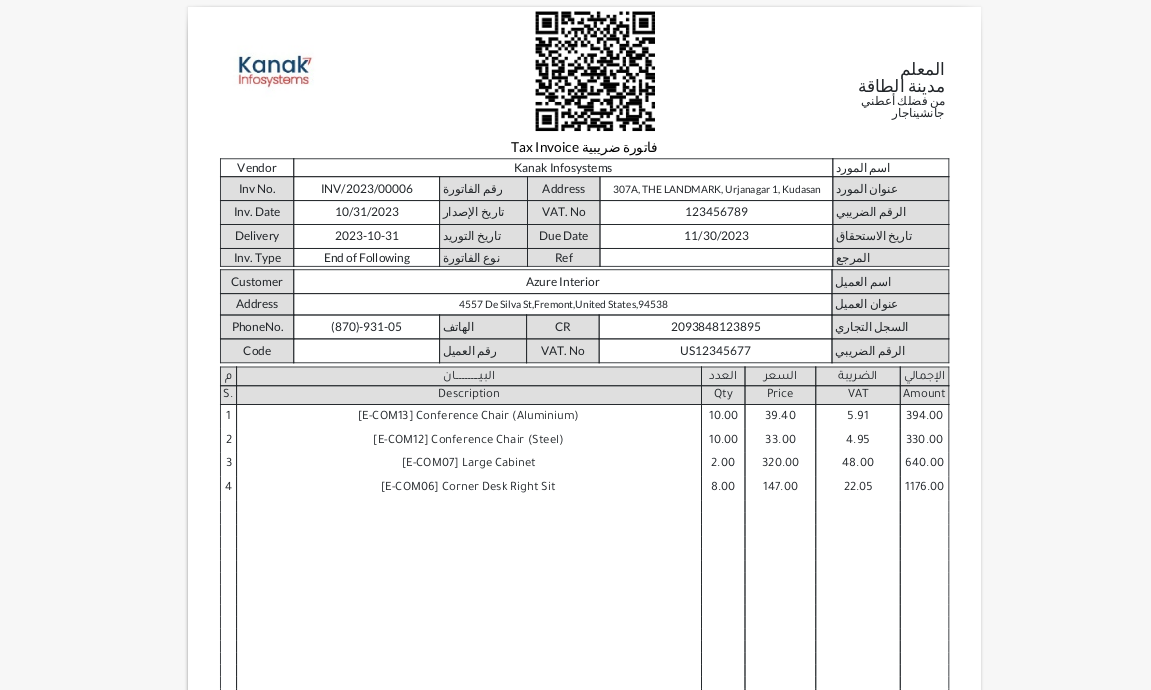 Kanak
Infosystems
المعلم
مدينة الطاقة
من فضلك أعطني
جانشيناجار
Tax Invoice فاتورة ضريبية
Vendor Kanak Infosystems اسم المورد
Inv No. INV/2023/00006 رقم الفاتورة Address 307A, THE LANDMARK, Urjanagar 1, Kudasan عنوان المورد
Inv. Date 10/31/2023 تاريخ الإصدار VAT. No 123456789 الرقم الضريبي
Delivery 2023-10-31 تاريخ التوريد Due Date 11/30/2023 تاريخ الاستحقاق
Inv. Type End of Following نوع الفاتورة Ref المرجع
Customer Azure Interior اسم العميل
Address 4557 De Silva St,Fremont,United States,94538 عنوان العميل
PhoneNo. (870)-931-05 الهاتف CR 2093848123895 السجل التجاري
Code رقم العميل VAT. No US12345677 الرقم الضريبي
م البيـــــــان العدد السعر الضريبة الإجمالي
S. Description Qty Price VAT Amount
1 [E-COM13] Conference Chair (Aluminium) 10.00 39.40 5.91 394.00
2 [E-COM12] Conference Chair (Steel) 10.00 33.00 4.95 330.00
3 [E-COM07] Large Cabinet 2.00 320.00 48.00 640.00
4 [E-COM06] Corner Desk Right Sit 8.00 147.00 22.05 1176.00